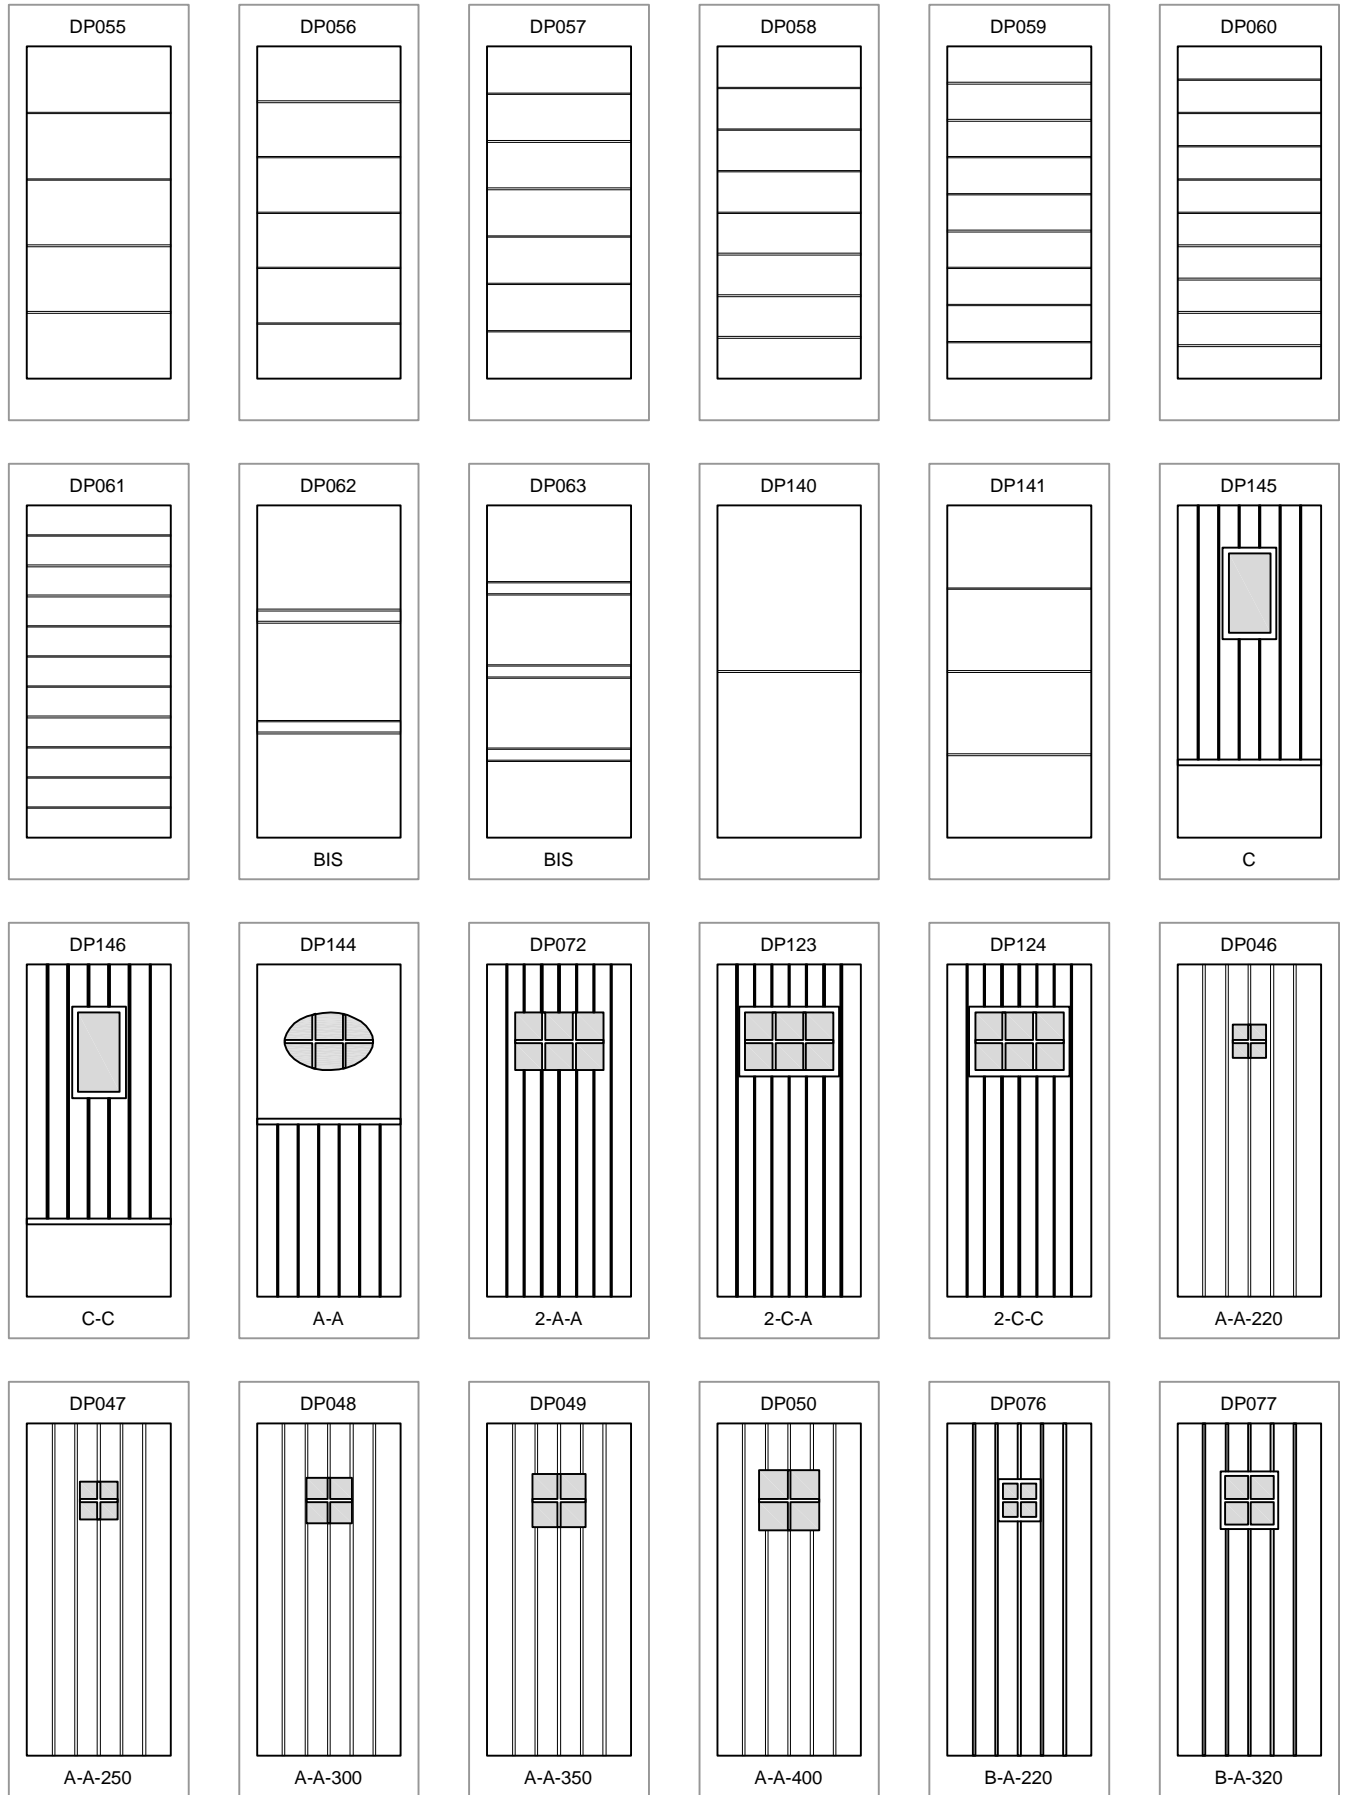 DP055
DP056
DP057
DP058
DP059
DP060
DP061
DP062
DP063
DP140
DP141
DP145
BIS
BIS
C
DP146
DP144
DP072
DP123
DP124
DP046
C-C
A-A
2-A-A
2-C-A
2-C-C
A-A-220
DP047
DP048
DP049
DP050
DP076
DP077
A-A-250
A-A-300
A-A-350
A-A-400
B-A-220
B-A-320